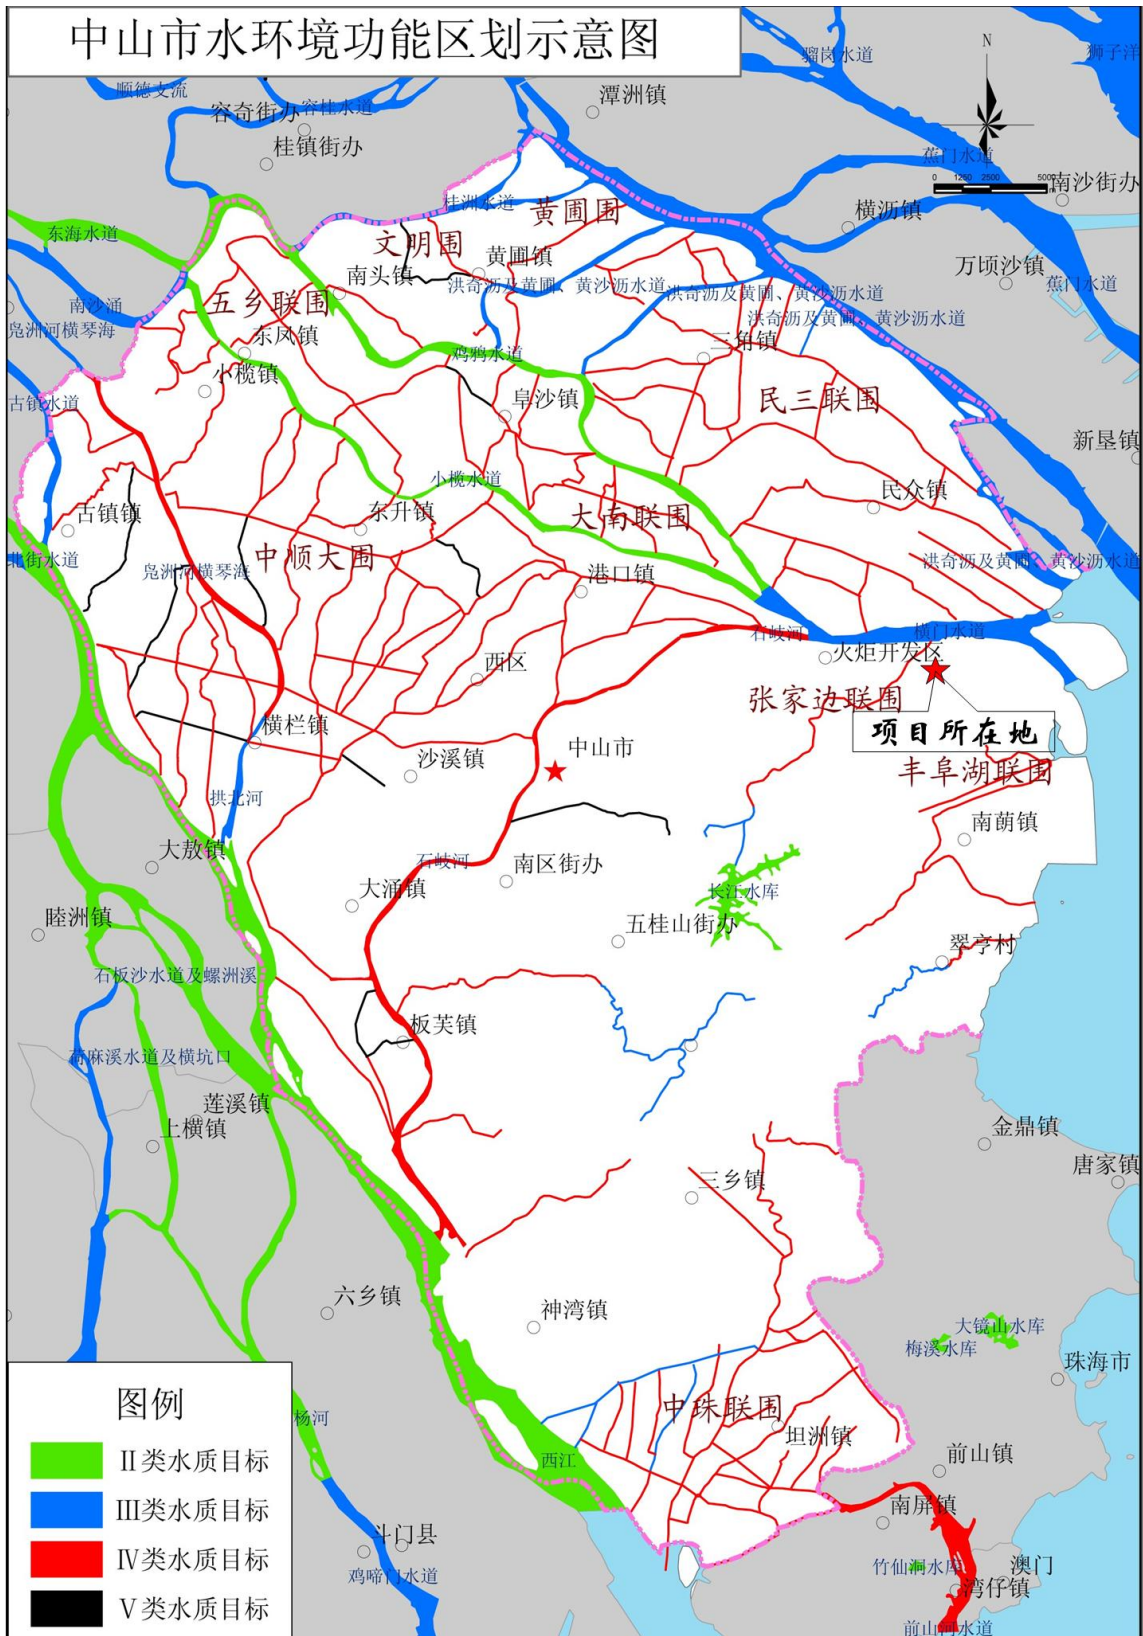 中山市水环境功能区划示意图
狮子洋
骝岗水道
顺德支流
潭洲镇
容奇街办
容桂水道
N
桂镇街办
蕉门水道
0 1250 2500 5000
南沙街办
桂洲水道
黄圃围
横沥镇
东海水道
文明围
黄圃镇
万顷沙镇
南头镇
洪奇沥及黄圃、黄沙沥水道
洪奇沥及黄圃、黄沙沥水道
蕉门水道
南沙涌
五乡联围
洪奇沥及黄圃、黄沙沥水道
凫洲河横琴海
东凤镇
鸡鸦水道
三角镇
小榄镇
古镇水道
阜沙镇
民三联围
新垦镇
小榄水道
民众镇
古镇镇
东升镇
大南联围
北街水道
凫洲河横琴海
中顺大围
洪奇沥及黄圃、黄沙沥水道
港口镇
石岐河
横门水道
西区
火炬开发区
张家边联围
横栏镇
项目所在地
沙溪镇
中山市
丰阜湖联围
拱北河
南蓢镇
大敖镇
石岐河
南区街办
大涌镇
长江水库
睦洲镇
五桂山街办
翠亨村
石板沙水道及螺洲溪
板芙镇
荷麻溪水道及横坑口
莲溪镇
上横镇
金鼎镇
唐家镇
三乡镇
六乡镇
神湾镇
大镜山水库
梅溪水库
珠海市
图例
杨河
中珠联围
坦洲镇
Ⅱ类水质目标
西江
前山镇
Ⅲ类水质目标
南屏镇
斗门县
Ⅳ类水质目标
鸡啼门水道
竹仙洞水库
澳门
湾仔镇
Ⅴ类水质目标
前山河水道